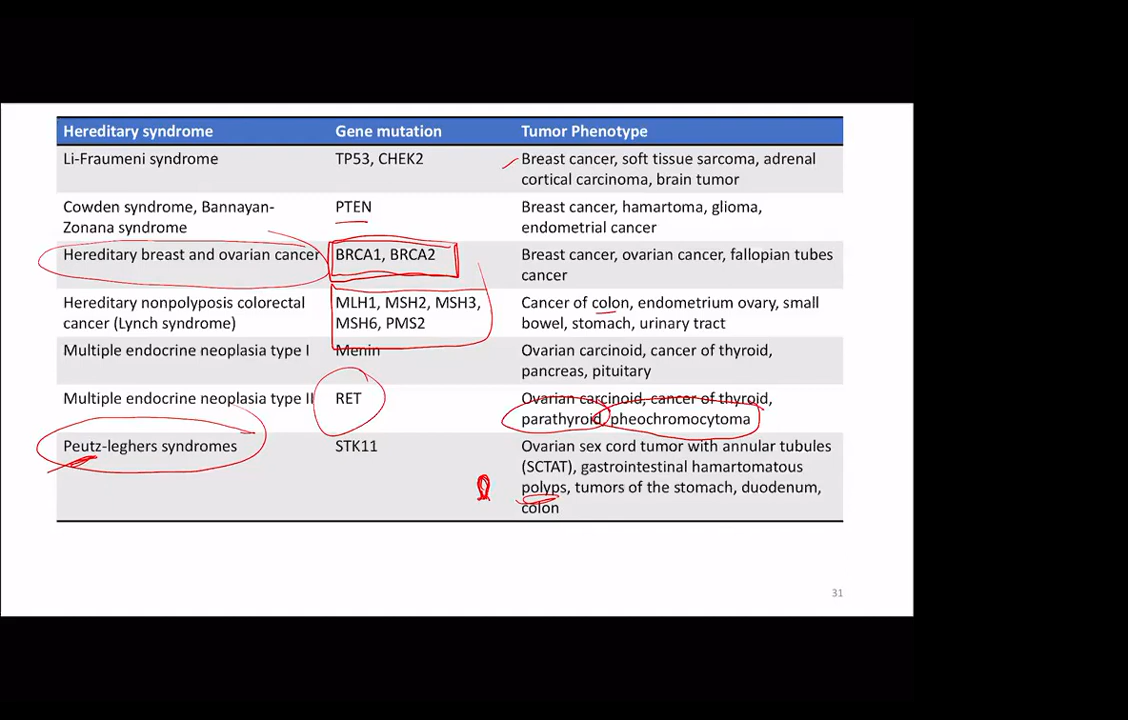 Hereditary syndrome Gene mutation Tumor Phenotype
Li-Fraumeni syndrome TP53, CHEK2 Breast cancer, soft tissue sarcoma, adrenal
cortical carcinoma, brain tumor
Cowden syndrome, Bannayan- PTEN Breast cancer, hamartoma, glioma,
Zonana syndrome endometrial cancer
Hereditary breast and ovarian cancer BRCA1, BRCA2 Breast cancer, ovarian cancer, fallopian tubes
cancer
Hereditary nonpolyposis colorectal MLH1, MSH2, MSH3, Cancer of colon, endometrium ovary, small
cancer (Lynch syndrome) MSH6, PMS2 bowel, stomach, urinary tract
Multiple endocrine neoplasia type I Menin Ovarian carcinoid, cancer of thyroid,
pancreas, pituitary
Multiple endocrine neoplasia type II RET Ovarian carcinoid, cancer of thyroid,
parathyroid, pheochromocytoma
Peutz-leghers syndromes STK11 Ovarian sex cord tumor with annular tubules
(SCTAT), gastrointestinal hamartomatous
polyps, tumors of the stomach, duodenum,
colon
31